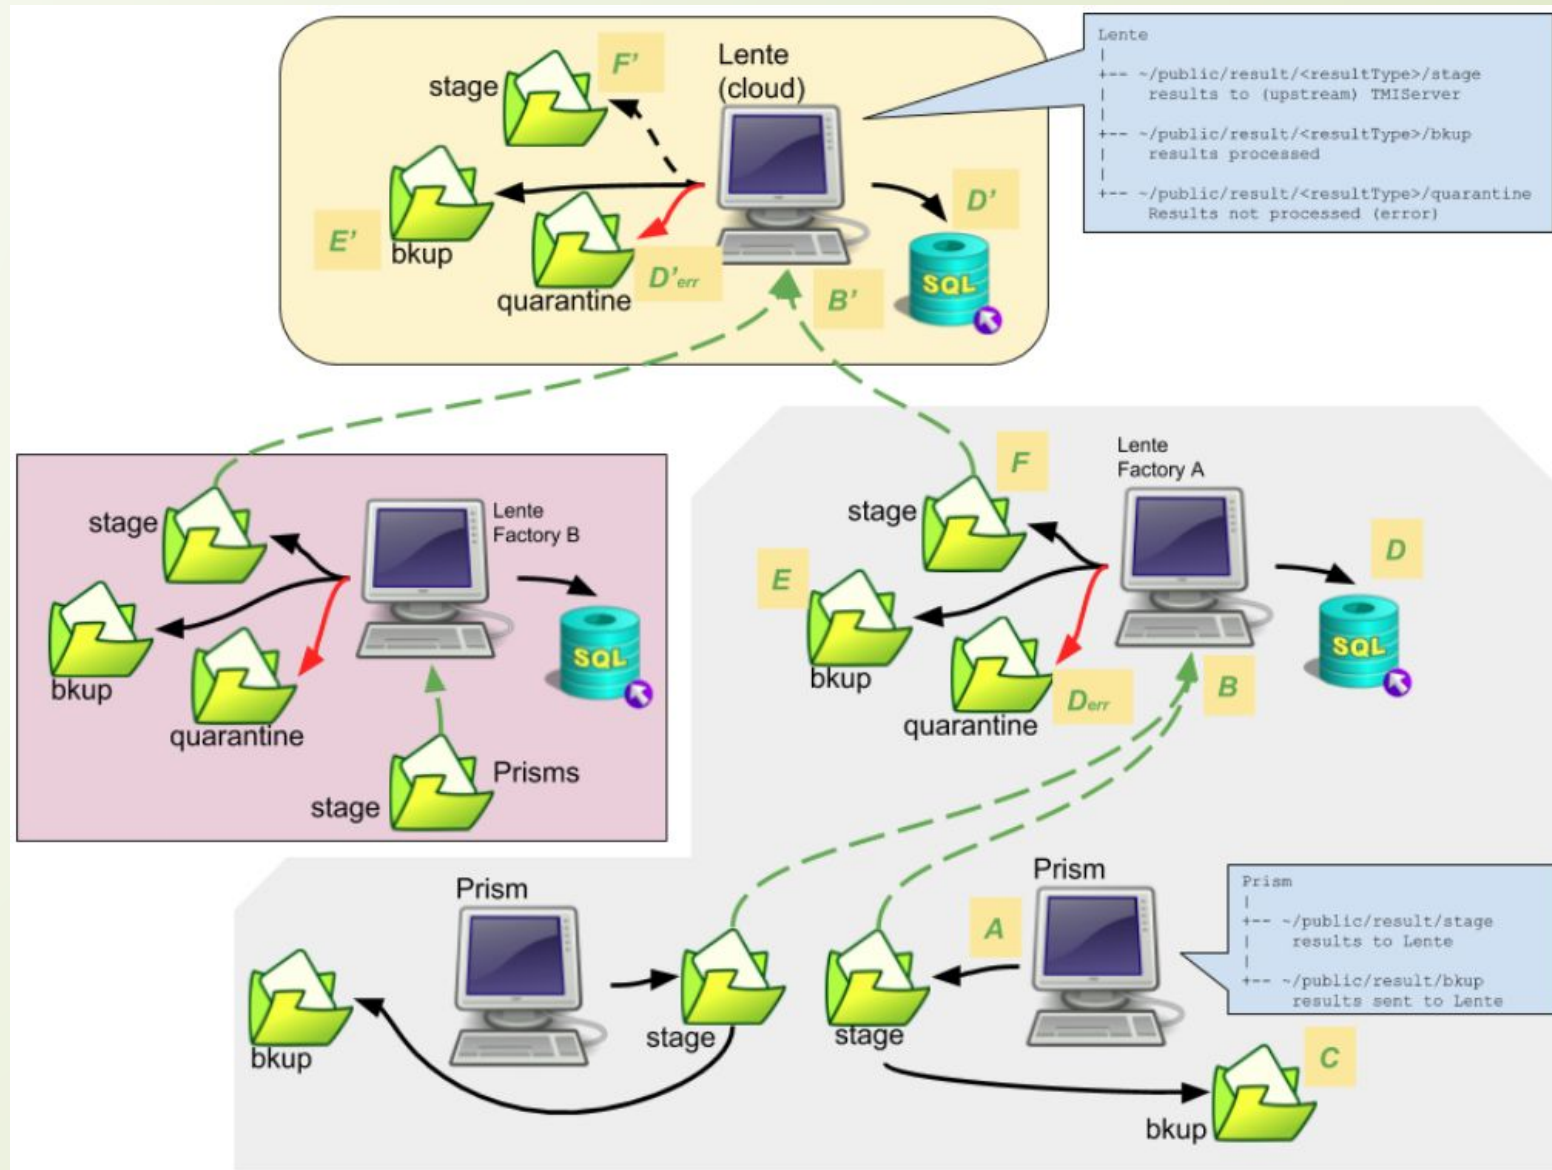 Lente
(cloud)
F'
stage
E'
bkup
quarantine
D'err
B'
D'
SQL
Lente
|
+-- ~/public/result/<resultType>/stage
|    results to (upstream) TMIServer
|
+-- ~/public/result/<resultType>/bkup
|    results processed
|
+-- ~/public/result/<resultType>/quarantine
     Results not processed (error)
stage
Lente
Factory B
bkup
quarantine
SQL
Prisms
stage
F
Lente
Factory A
stage
D
E
bkup
quarantine
Derr
B
SQL
Prism
bkup
stage
Prism
A
stage
C
bkup
Prism
|
+-- ~/public/result/stage
|    results to Lente
|
+-- ~/public/result/bkup
     results sent to Lente